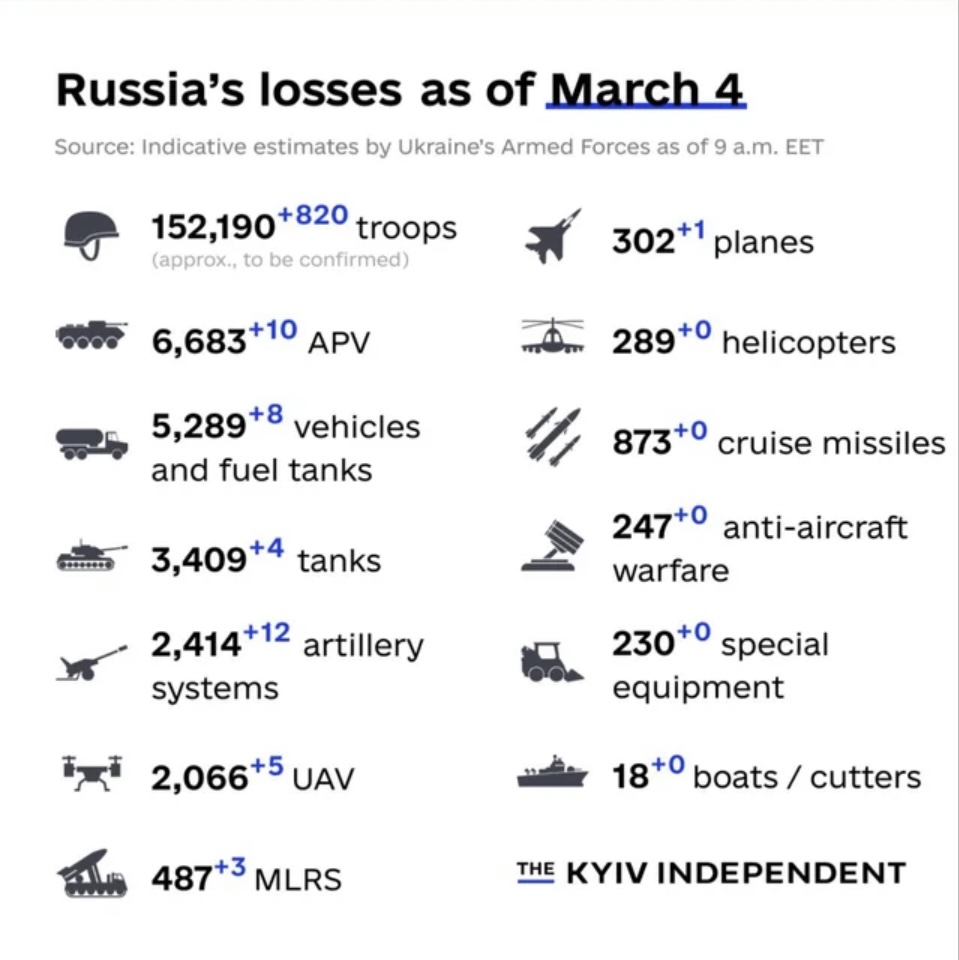 Russia's losses as of March 4
Source: Indicative estimates by Ukraine's Armed Forces as of 9 a.m. EET
152,190+820 troops
(approx., to be confirmed)
6,683+10 APV
5,289+8 vehicles
and fuel tanks
3,409+4 tanks
2,414+12 artillery
systems
2,066+5 UAV
487+3 MLRS
302+1 planes
289+0 helicopters
873+0 cruise missiles
247+0 anti-aircraft
warfare
230+0 special
equipment
18+0 boats / cutters
THE KYIV INDEPENDENT